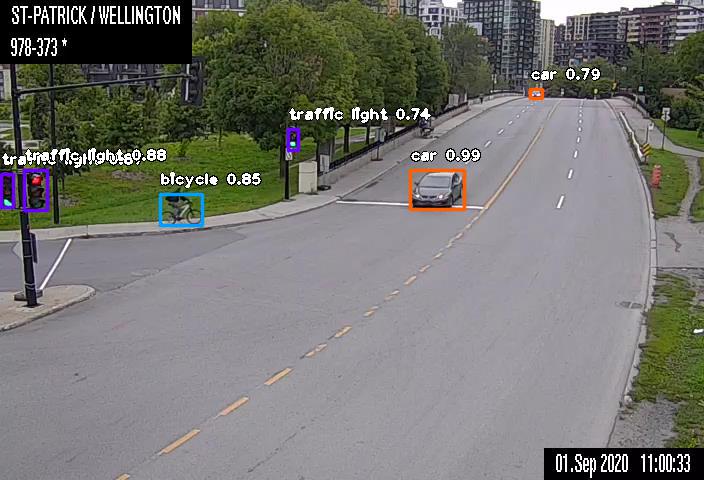 ST-PATRICK / WELLINGTON
978-373 *
car 0.79
traffic light 0.74
traffic light 0.88
car 0.99
bicycle 0.85
01.Sep 2020 11:00:33